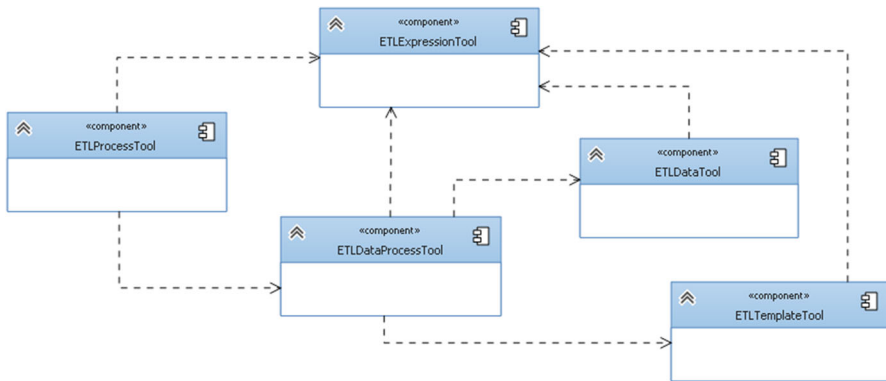 «component»
ETLExpressionTool
«component»
ETLProcessTool
«component»
ETLDataTool
«component»
ETLDataProcessTool
«component»
ETLTemplateTool